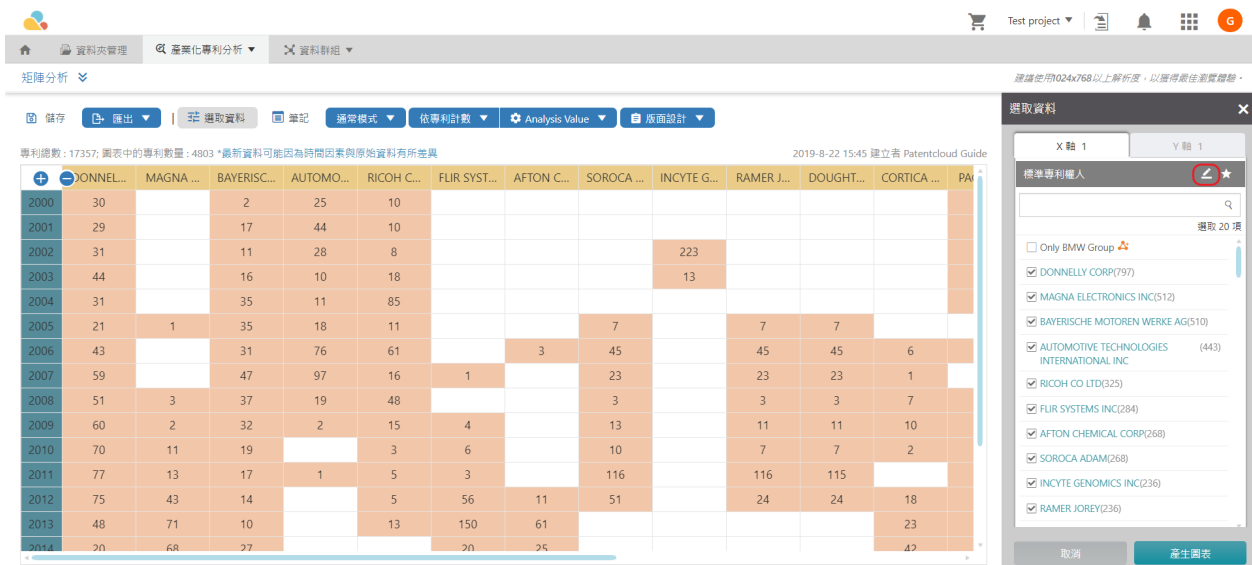 Test project ▼
G
資料夾管理
產業化專利分析 ▼
資料群組 ▼
矩陣分析
建議使用1024x768以上解析度,以獲得最佳瀏覽體驗。
儲存
匯出 ▼
選取資料
筆記
通常模式 ▼
依專利計數 ▼
Analysis Value ▼
版面設計 ▼
專利總數 : 17357; 圖表中的專利數量 : 4803 *最新資料可能因為時間因素與原始資料有所差異
2019-8-22 15:45 建立者 Patentcloud Guide
DONNEL... MAGNA ... BAYERISC... AUTOMO... RICOH C... FLIR SYST... AFTON C... SOROCA ... INCYTE G... RAMER J... DOUGHT... CORTICA ...
2000 30 2 25 10
2001 29 17 44 10
2002 31 11 28 8 223
2003 44 16 10 18 13
2004 31 35 11 85
2005 21 1 35 18 11 7 7 7
2006 43 31 76 61 3 45 45 45 6
2007 59 47 97 16 1 23 23 23 1
2008 51 3 37 19 48 3 3 3 7
2009 60 2 32 2 15 4 13 11 11 10
2010 70 11 19 3 6 10 7 7 2
2011 77 13 17 1 5 3 116 116 115
2012 75 43 14 5 56 11 51 24 24 18
2013 48 71 10 13 150 61 23
2014 20 68 27 20 25 42
選取資料
X 軸 1
Y 軸 1
標準專利權人
選取 20 項
Only BMW Group
DONNELLY CORP(797)
MAGNA ELECTRONICS INC(512)
BAYERISCHE MOTOREN WERKE AG(510)
AUTOMOTIVE TECHNOLOGIES (443)
INTERNATIONAL INC
RICOH CO LTD(325)
FLIR SYSTEMS INC(284)
AFTON CHEMICAL CORP(268)
SOROCA ADAM(268)
INCYTE GENOMICS INC(236)
RAMER JOREY(236)
取消
產生圖表